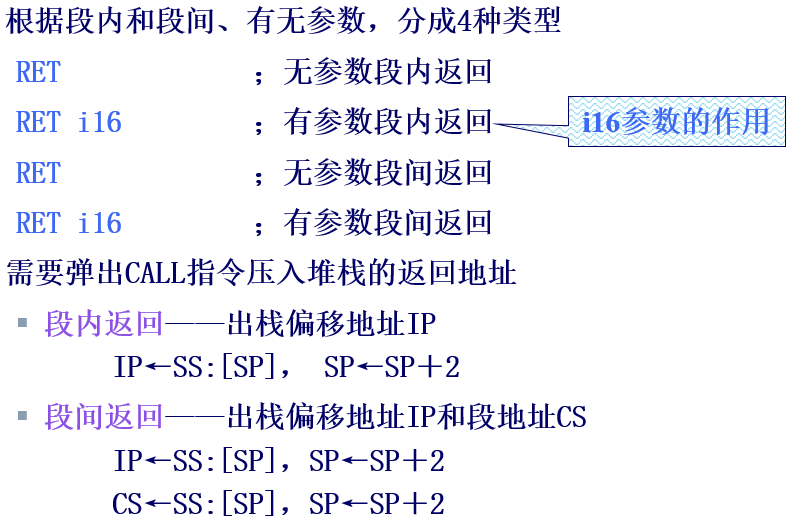 根据段内和段间、有无参数，分成4种类型
RET ；无参数段内返回
RET i16 ；有参数段内返回
i16参数的作用
RET ；无参数段间返回
RET i16 ；有参数段间返回
需要弹出CALL指令压入堆栈的返回地址
段内返回——出栈偏移地址IP
IP←SS:[SP]， SP←SP＋2
段间返回——出栈偏移地址IP和段地址CS
IP←SS:[SP]，SP←SP＋2
CS←SS:[SP]，SP←SP＋2